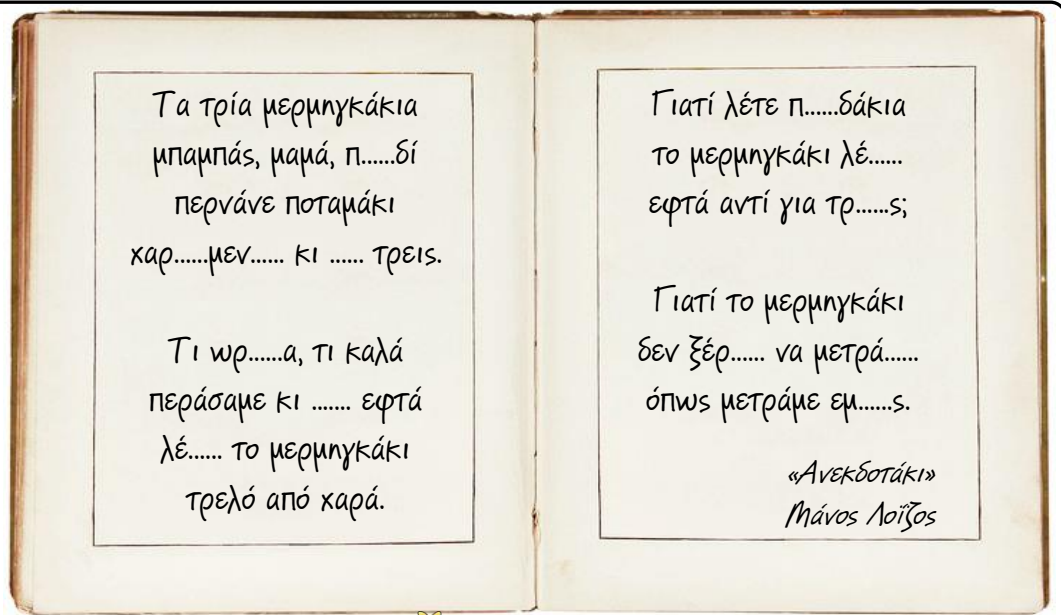 Τα τρία μερμηγκάκια
μπαμπάς, μαμά, π......δί
περνάνε ποταμάκι
χαρ......μεν...... κι ...... τρεις.
Τι ωρ......α, τι καλά
περάσαμε κι ....... εφτά
λέ...... το μερμηγκάκι
τρελό από χαρά.
Γιατί λέτε π......δάκια
το μερμηγκάκι λέ......
εφτά αντί για τρ......ς;
Γιατί το μερμηγκάκι
δεν ξέρ...... να μετρά......
όπως μετράμε εμ......ς.
«Ανεκδοτάκι»
Μάνος Λοΐζος